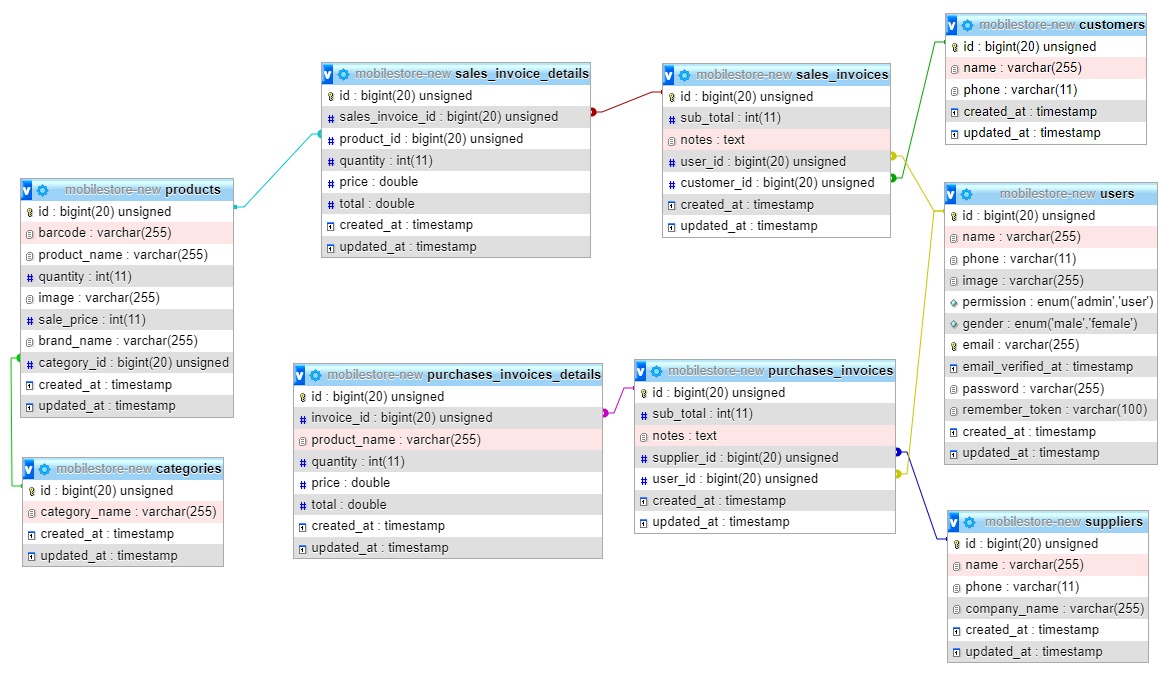 mobilestore-new customers
id : bigint(20) unsigned
name : varchar(255)
phone : varchar(11)
created_at : timestamp
updated_at : timestamp
mobilestore-new sales_invoice_details
id : bigint(20) unsigned
sales_invoice_id : bigint(20) unsigned
product_id : bigint(20) unsigned
quantity : int(11)
price : double
total : double
created_at : timestamp
updated_at : timestamp
mobilestore-new sales_invoices
id : bigint(20) unsigned
sub_total : int(11)
notes : text
user_id : bigint(20) unsigned
customer_id : bigint(20) unsigned
created_at : timestamp
updated_at : timestamp
mobilestore-new products
id : bigint(20) unsigned
barcode : varchar(255)
product_name : varchar(255)
quantity : int(11)
image : varchar(255)
sale_price : int(11)
brand_name : varchar(255)
category_id : bigint(20) unsigned
created_at : timestamp
updated_at : timestamp
mobilestore-new users
id : bigint(20) unsigned
name : varchar(255)
phone : varchar(11)
image : varchar(255)
permission : enum('admin','user')
gender : enum('male','female')
email : varchar(255)
email_verified_at : timestamp
password : varchar(255)
remember_token : varchar(100)
created_at : timestamp
updated_at : timestamp
mobilestore-new purchases_invoices_details
id : bigint(20) unsigned
invoice_id : bigint(20) unsigned
product_name : varchar(255)
quantity : int(11)
price : double
total : double
created_at : timestamp
updated_at : timestamp
mobilestore-new purchases_invoices
id : bigint(20) unsigned
sub_total : int(11)
notes : text
supplier_id : bigint(20) unsigned
user_id : bigint(20) unsigned
created_at : timestamp
updated_at : timestamp
mobilestore-new categories
id : bigint(20) unsigned
category_name : varchar(255)
created_at : timestamp
updated_at : timestamp
mobilestore-new suppliers
id : bigint(20) unsigned
name : varchar(255)
phone : varchar(11)
company_name : varchar(255)
created_at : timestamp
updated_at : timestamp